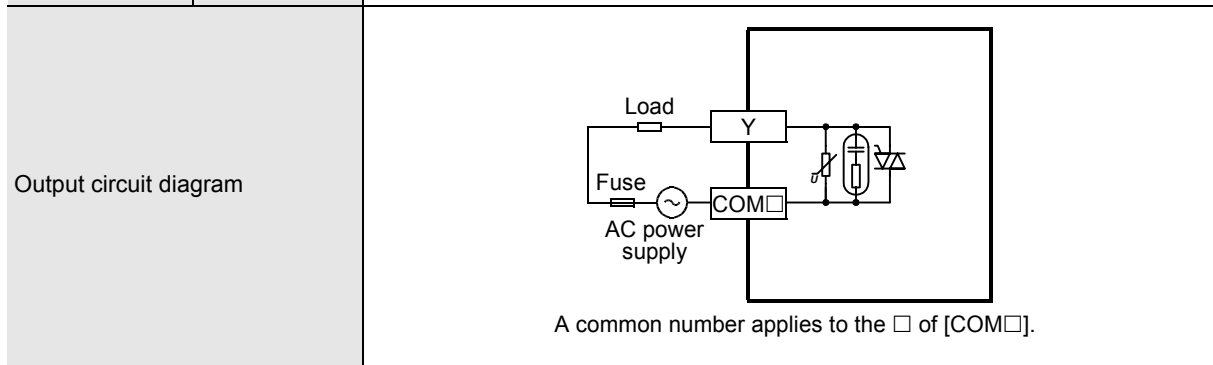 Output circuit diagram
Load
Y
U
Fuse
COM□
AC power
supply
A common number applies to the □ of [COM□].